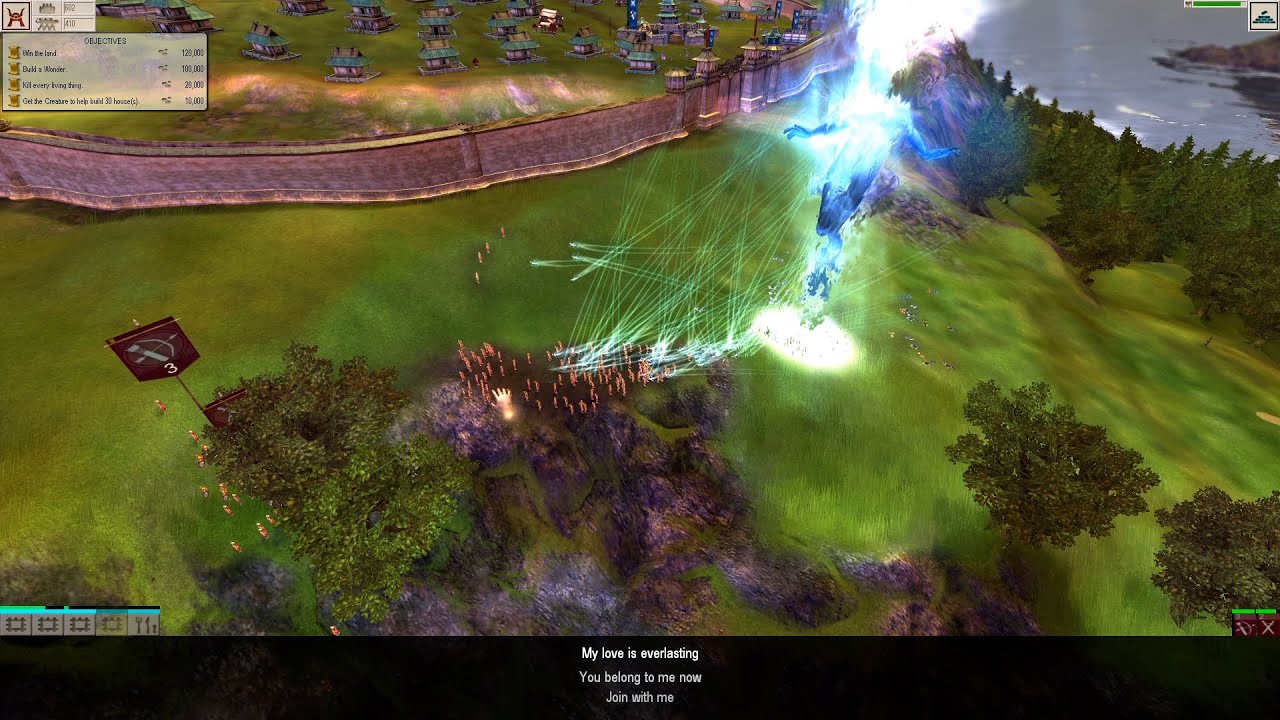 602
410
OBJECTIVES
Win the land. 120,000
Build a Wonder. 100,000
Kill every living thing. 20,000
Get the Creature to help build 30 house(s). 10,000
3
My love is everlasting
You belong to me now
Join with me